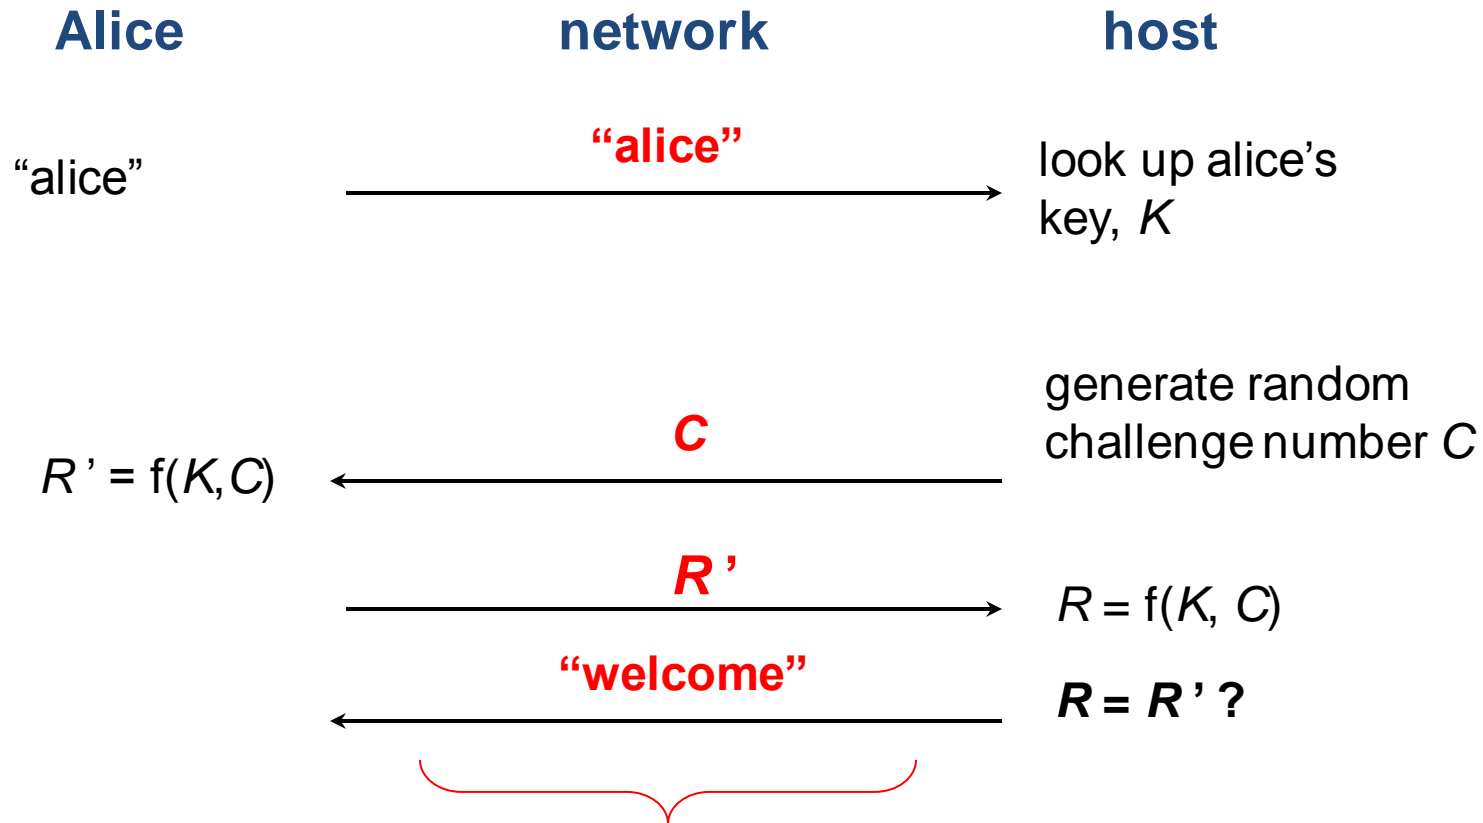 Alice network host
“alice”
“alice”
look up alice’s
key, K
generate random
challenge number C
C
R ’ = f(K,C)
R ’
R = f(K, C)
“welcome”
R = R ’ ?